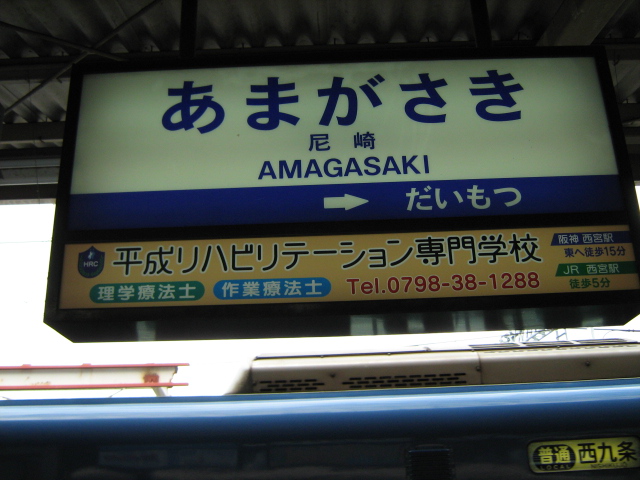 あまがさき
尼崎
AMAGASAKI
だいもつ
HRC 平成リハビリテーション専門学校
阪神 西宮駅
東へ徒歩15分
理学療法士 作業療法士 Tel.0798-38-1288
JR 西宮駅
徒歩5分
普通 西九条
LOCAL